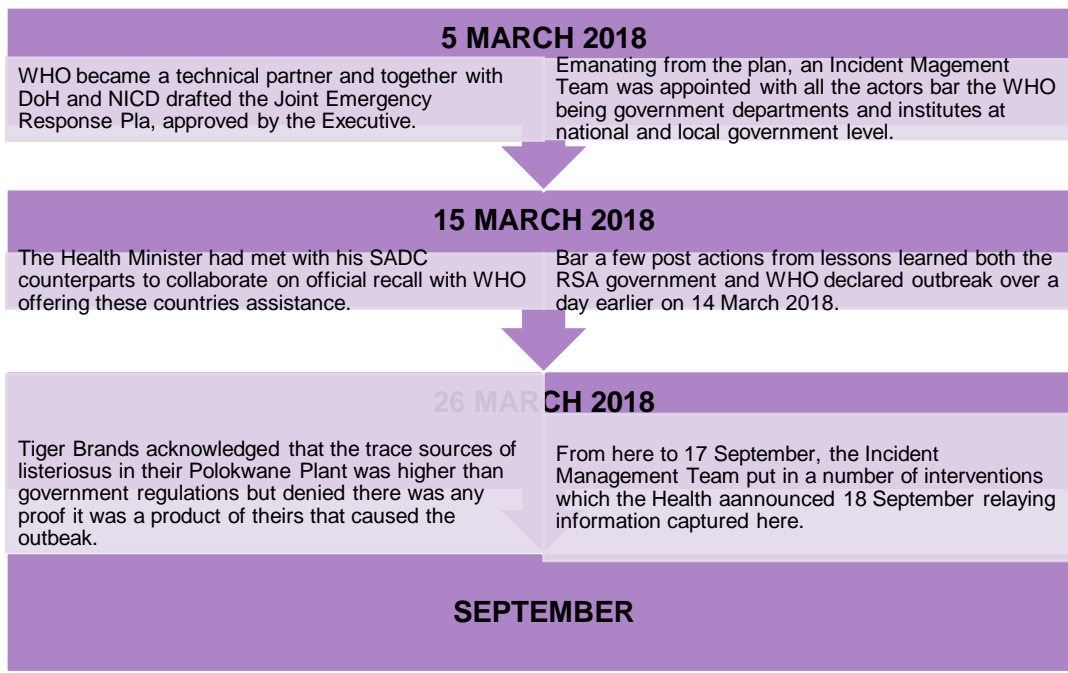 5 MARCH 2018
WHO became a technical partner and together with
DoH and NICD drafted the Joint Emergency
Response Pla, approved by the Executive.
Emanating from the plan, an Incident Magement
Team was appointed with all the actors bar the WHO
being government departments and institutes at
national and local government level.
15 MARCH 2018
The Health Minister had met with his SADC
counterparts to collaborate on official recall with WHO
offering these countries assistance.
Bar a few post actions from lessons learned both the
RSA government and WHO declared outbreak over a
day earlier on 14 March 2018.
26 MARCH 2018
Tiger Brands acknowledged that the trace sources of
listeriosus in their Polokwane Plant was higher than
government regulations but denied there was any
proof it was a product of theirs that caused the
outbeak.
From here to 17 September, the Incident
Management Team put in a number of interventions
which the Health aannounced 18 September relaying
information captured here.
SEPTEMBER